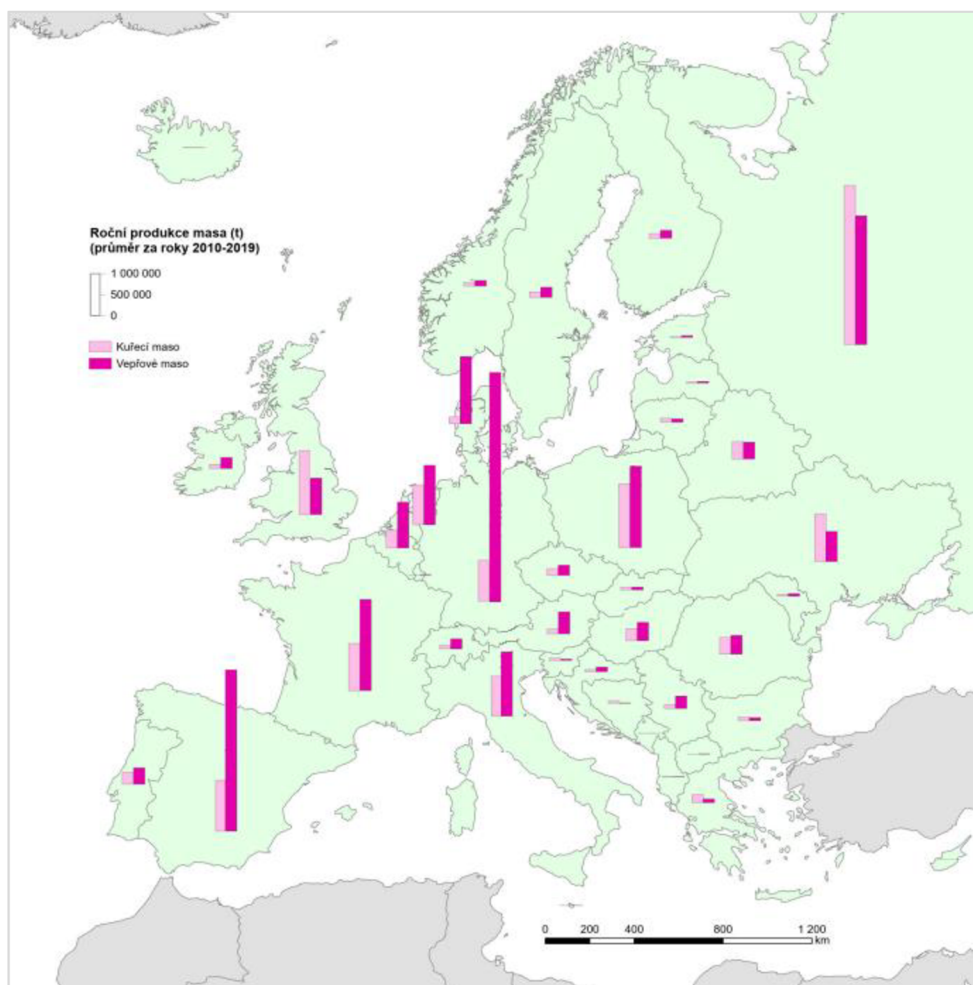 Roční produkce masa (t)
(průměr za roky 2010-2019)
1 000 000
500 000
0
Kuřecí maso
Vepřové maso
0 200 400 800 1 200
km